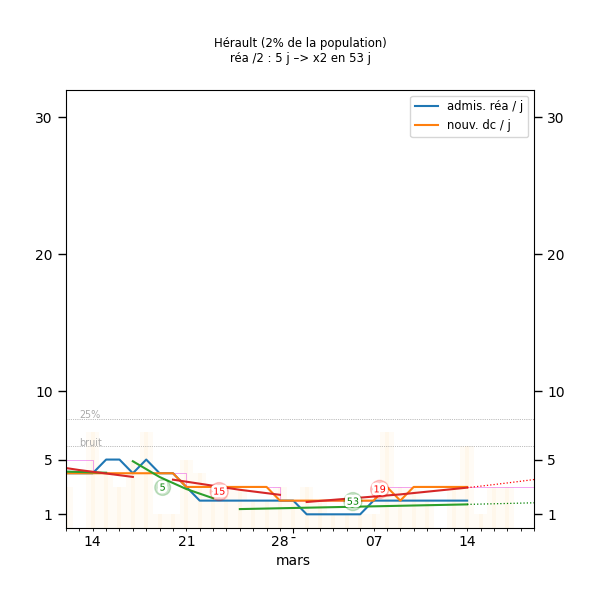 Hérault (2% de la population)
réa /2 : 5 j –> x2 en 53 j
admis. réa / j
nouv. dc / j
30 30
20 20
10 10
25%
bruit
5 5
5 15 53 19
1 1
14 21 28 07 14
mars